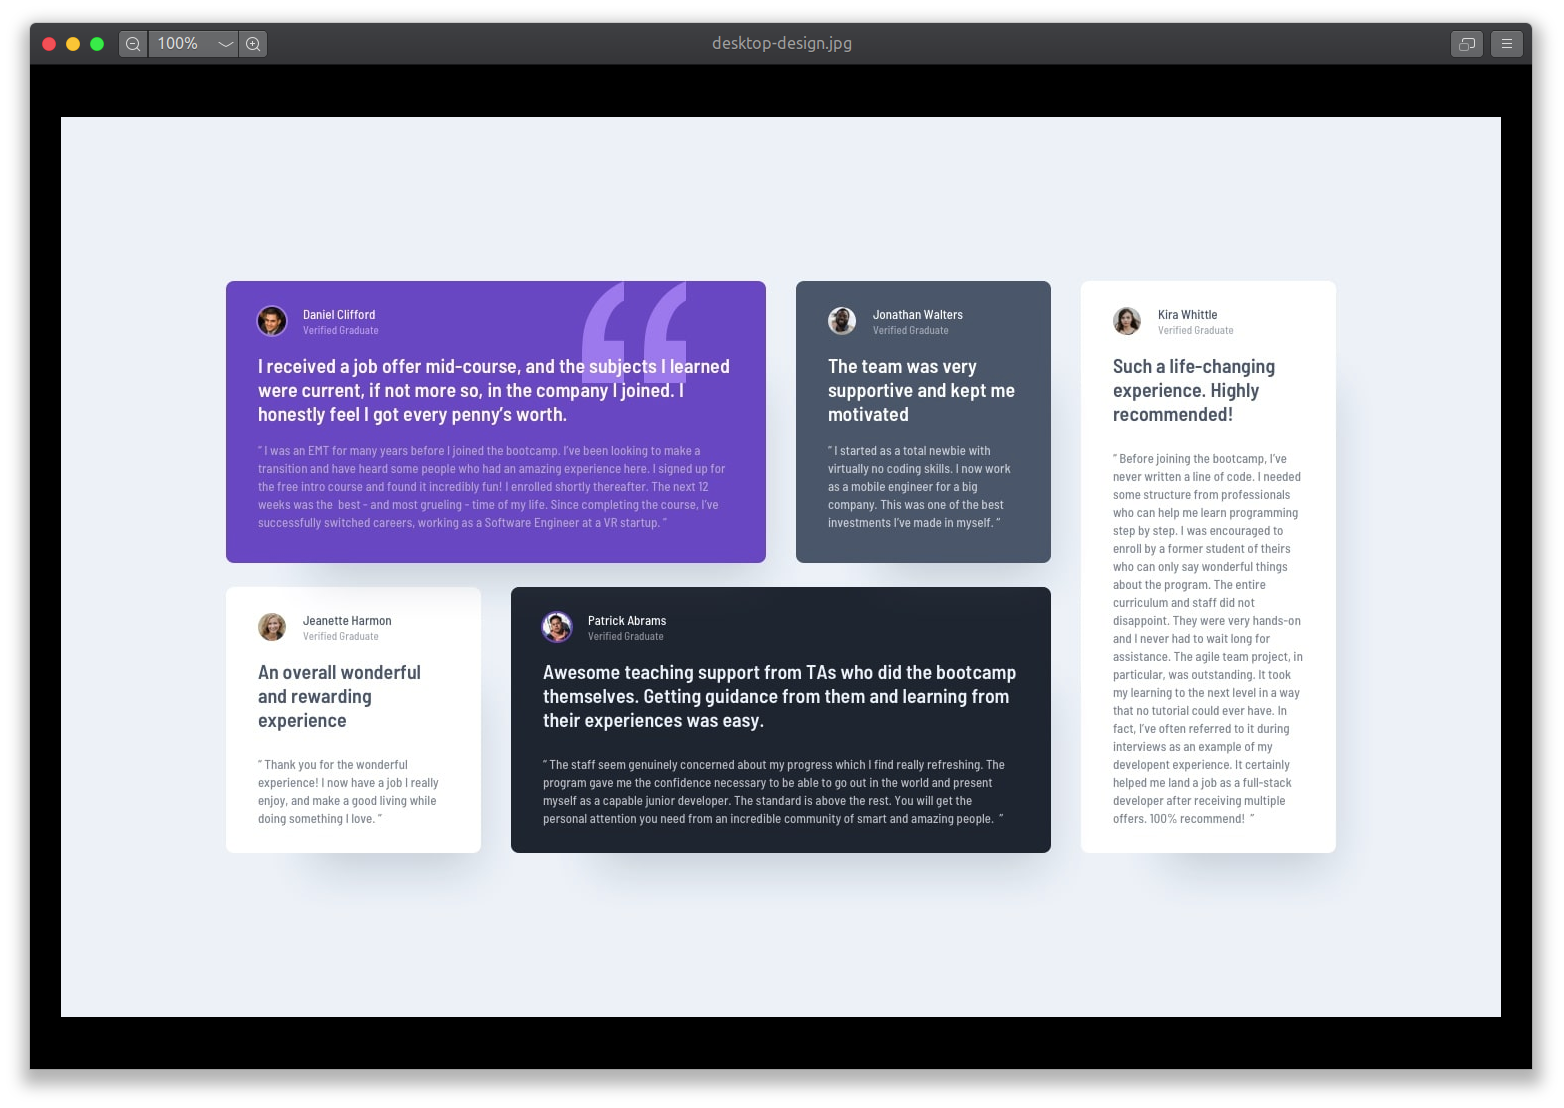 100%
desktop-design.jpg
Daniel Clifford
Verified Graduate
I received a job offer mid-course, and the subjects I learned
were current, if not more so, in the company I joined. I
honestly feel I got every penny’s worth.
“ I was an EMT for many years before I joined the bootcamp. I’ve been looking to make a
transition and have heard some people who had an amazing experience here. I signed up for
the free intro course and found it incredibly fun! I enrolled shortly thereafter. The next 12
weeks was the best - and most grueling - time of my life. Since completing the course, I’ve
successfully switched careers, working as a Software Engineer at a VR startup. ”
Jonathan Walters
Verified Graduate
The team was very
supportive and kept me
motivated
“ I started as a total newbie with
virtually no coding skills. I now work
as a mobile engineer for a big
company. This was one of the best
investments I’ve made in myself. ”
Kira Whittle
Verified Graduate
Such a life-changing
experience. Highly
recommended!
“ Before joining the bootcamp, I’ve
never written a line of code. I needed
some structure from professionals
who can help me learn programming
step by step. I was encouraged to
enroll by a former student of theirs
who can only say wonderful things
about the program. The entire
curriculum and staff did not
disappoint. They were very hands-on
and I never had to wait long for
assistance. The agile team project, in
particular, was outstanding. It took
my learning to the next level in a way
that no tutorial could ever have. In
fact, I’ve often referred to it during
interviews as an example of my
developent experience. It certainly
helped me land a job as a full-stack
developer after receiving multiple
offers. 100% recommend! ”
Jeanette Harmon
Verified Graduate
An overall wonderful
and rewarding
experience
“ Thank you for the wonderful
experience! I now have a job I really
enjoy, and make a good living while
doing something I love. ”
Patrick Abrams
Verified Graduate
Awesome teaching support from TAs who did the bootcamp
themselves. Getting guidance from them and learning from
their experiences was easy.
“ The staff seem genuinely concerned about my progress which I find really refreshing. The
program gave me the confidence necessary to be able to go out in the world and present
myself as a capable junior developer. The standard is above the rest. You will get the
personal attention you need from an incredible community of smart and amazing people. ”